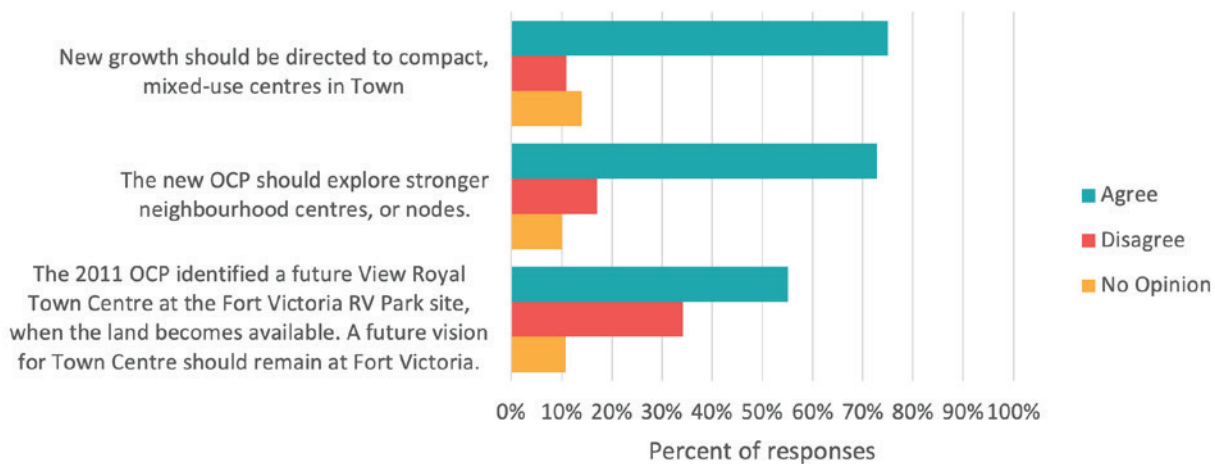 New growth should be directed to compact,
mixed-use centres in Town
The new OCP should explore stronger
neighbourhood centres, or nodes.
The 2011 OCP identified a future View Royal
Town Centre at the Fort Victoria RV Park site,
when the land becomes available. A future vision
for Town Centre should remain at Fort Victoria.
0% 10% 20% 30% 40% 50% 60% 70% 80% 90% 100%
Percent of responses
Agree
Disagree
No Opinion